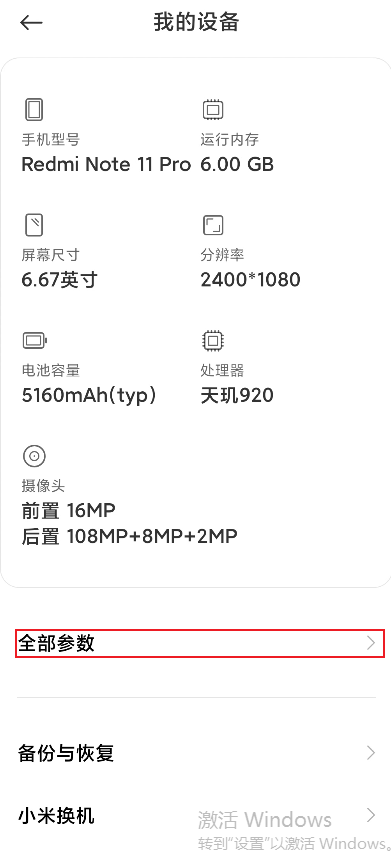 我的设备
手机型号
运行内存
Redmi Note 11 Pro
6.00 GB
屏幕尺寸
分辨率
6.67英寸
2400*1080
电池容量
处理器
5160mAh(typ)
天玑920
摄像头
前置 16MP
后置 108MP+8MP+2MP
全部参数
备份与恢复
小米换机
激活 Windows
转到“设置”以激活 Windows。